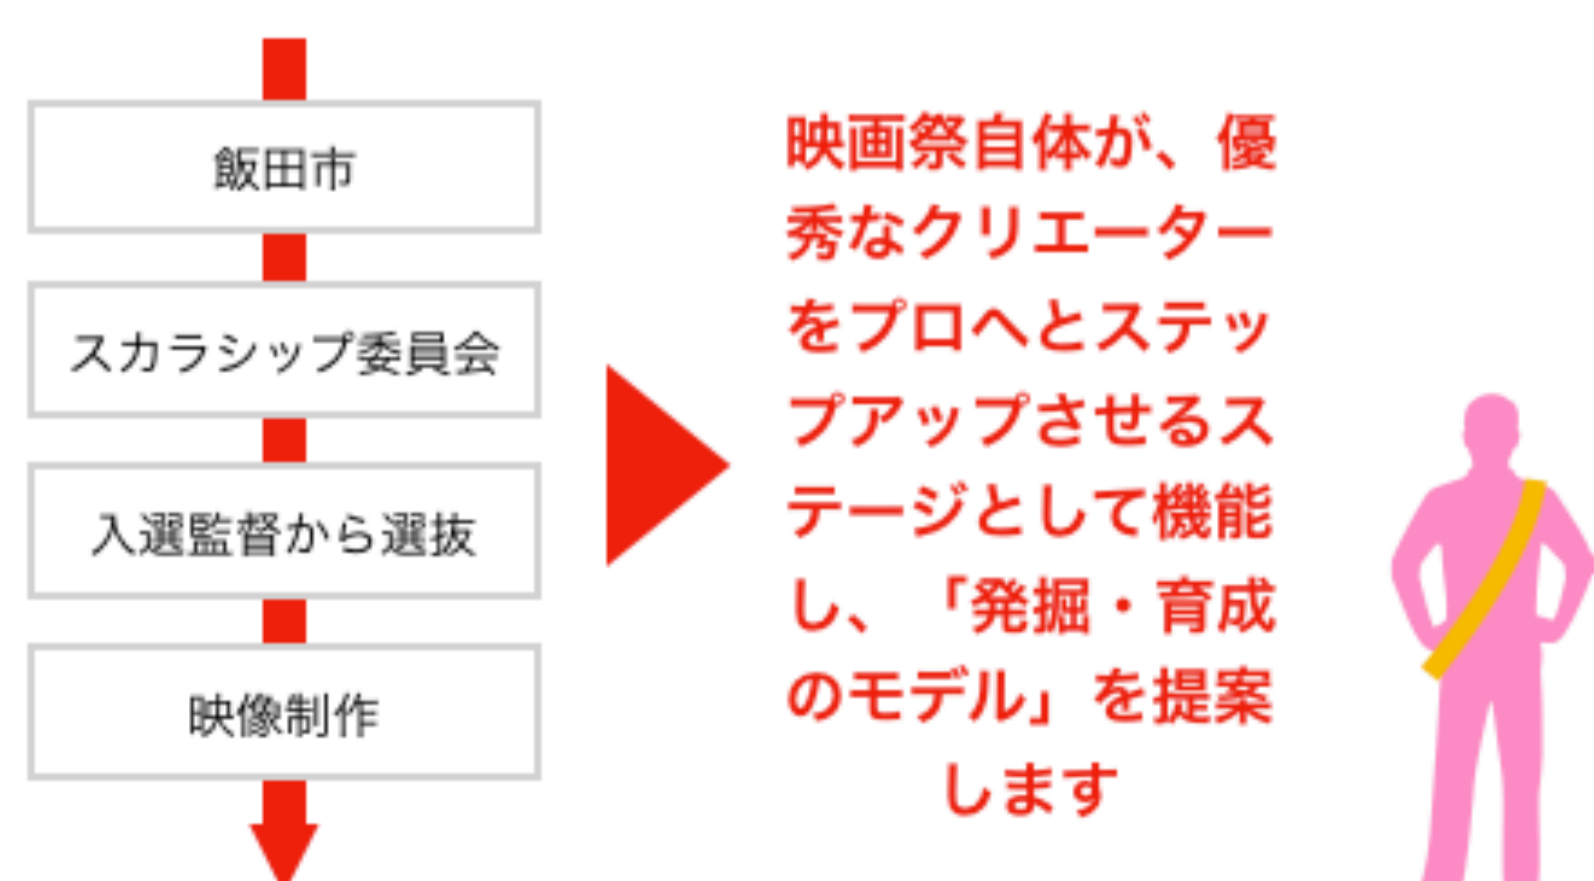 飯田市
スカラシップ委員会
入選監督から選抜
映像制作
映画祭自体が、優
秀なクリエーター
をプロへとステッ
プアップさせるス
テージとして機能
し、「発掘・育成
のモデル」を提案
します